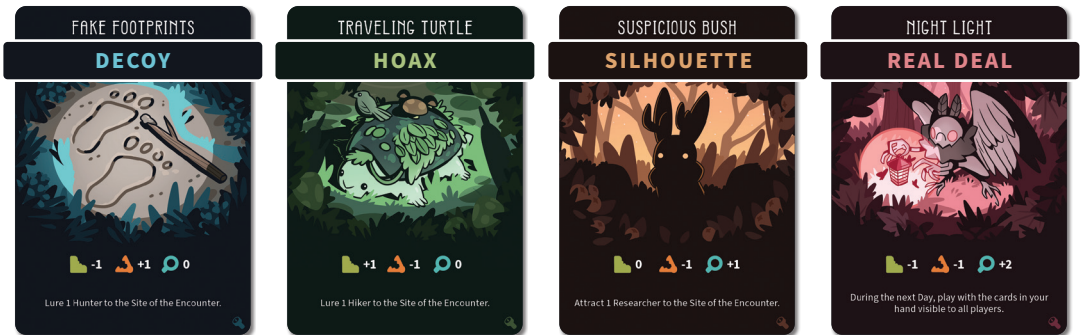 FAKE FOOTPRINTS
DECOY
-1 +1 0
Lure 1 Hunter to the Site of the Encounter.
TRAVELING TURTLE
HOAX
+1 -1 0
Lure 1 Hiker to the Site of the Encounter.
SUSPICIOUS BUSH
SILHOUETTE
0 -1 +1
Attract 1 Researcher to the Site of the Encounter.
NIGHT LIGHT
REAL DEAL
-1 -1 +2
During the next Day, play with the cards in your
hand visible to all players.